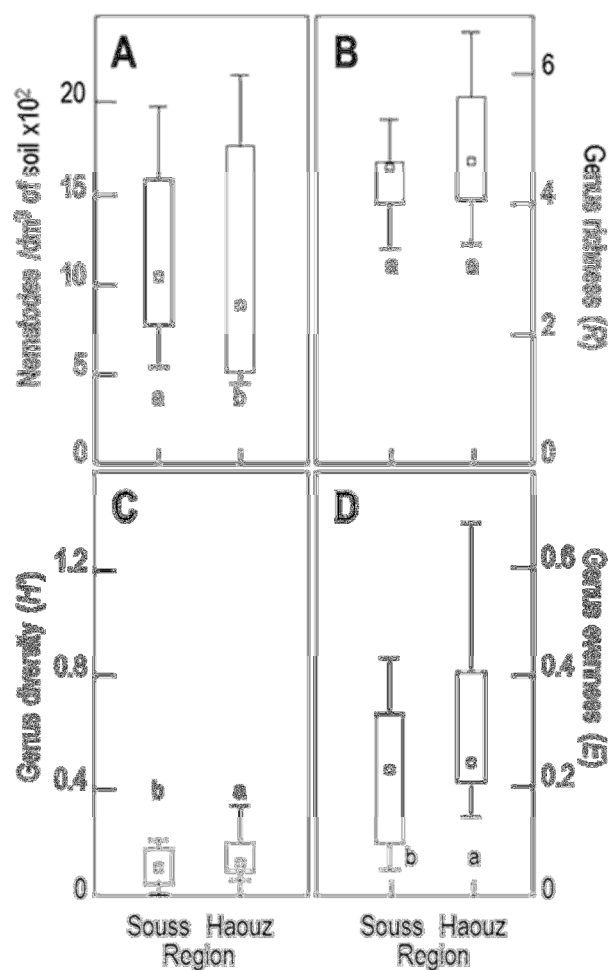 A
B
Nematodes /dm³ of soil x10²
20
15
10
5
0
a
b
a
a
6
4
2
0
Genus richness (R)
C
D
Genus diverity (H')
1.2
0.8
0.4
0
b
a
b
a
0.6
0.4
0.2
0
Genus evenness (E)
Souss Haouz
Region
Souss Haouz
Region